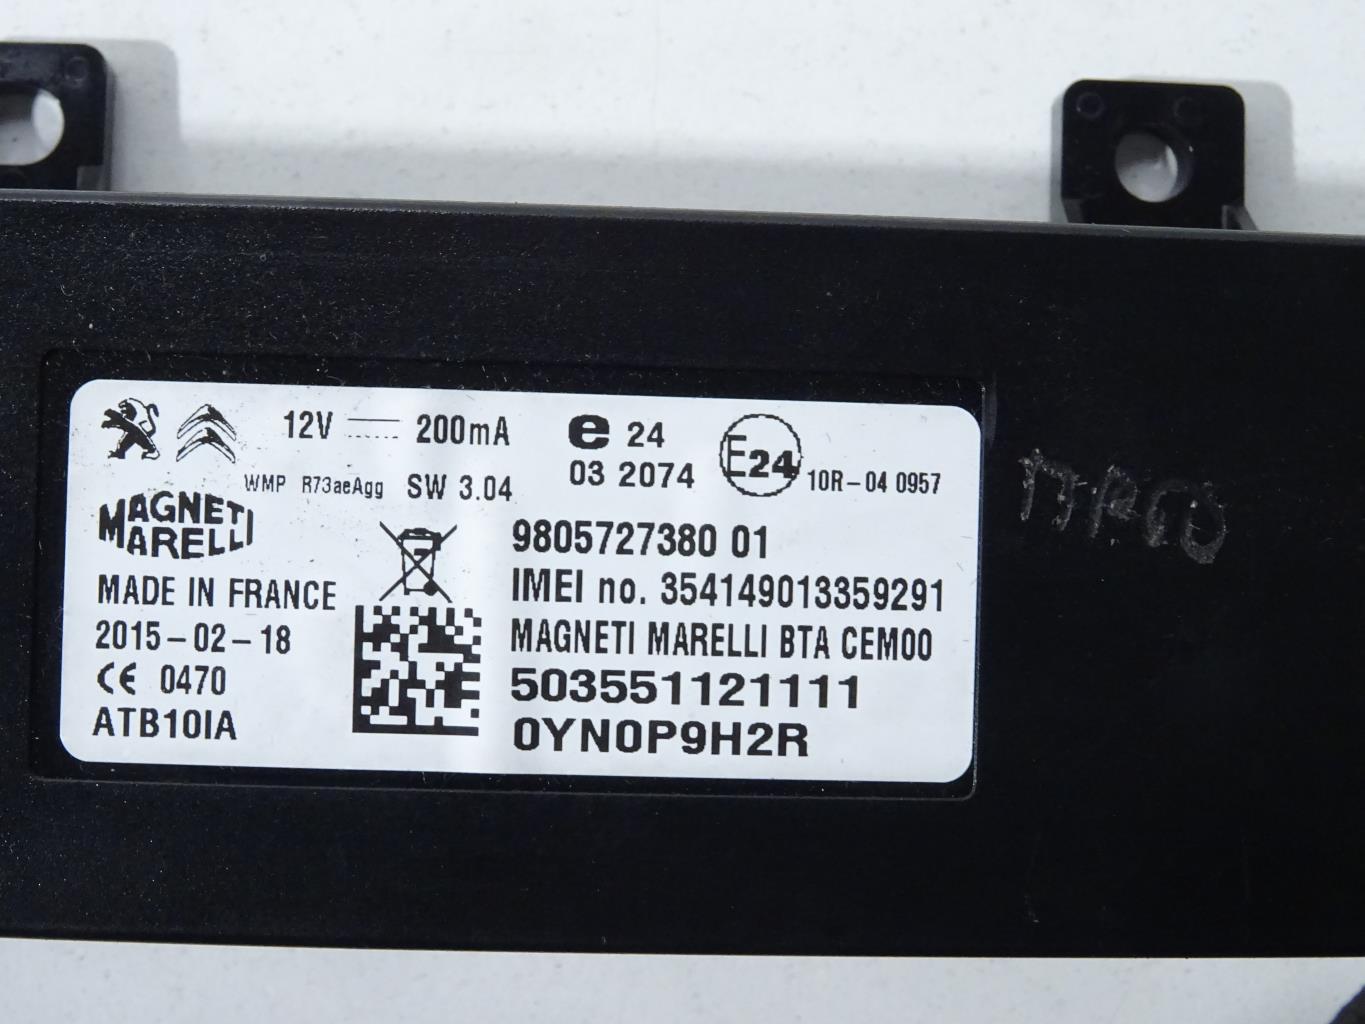 12V 200mA
e 24
03 2074
E24 10R-04 0957
WMP R73aeAgg SW 3.04
MAGNETI
MARELLI
MADE IN FRANCE
2015-02-18
CE 0470
ATB10IA
9805727380 01
IMEI no. 354149013359291
MAGNETI MARELLI BTA CEM00
503551121111
0YN0P9H2R